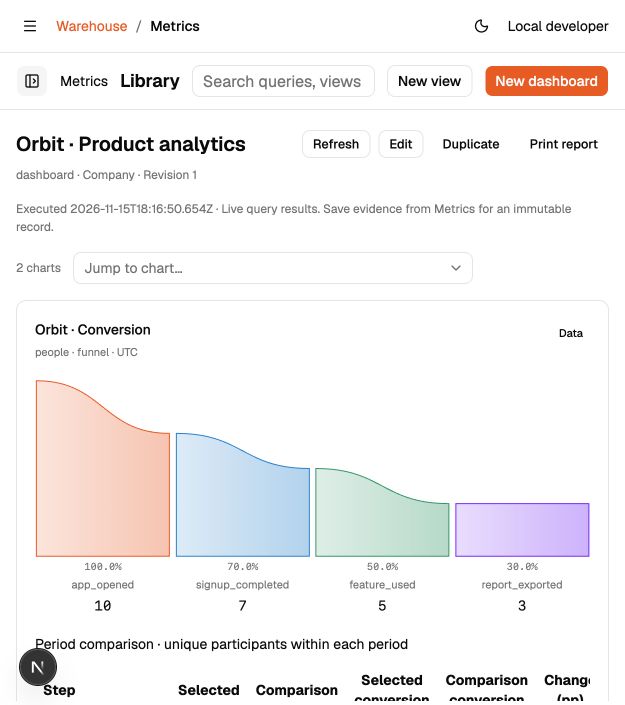 Warehouse / Metrics
Local developer
Metrics Library
Search queries, views
New view
New dashboard
Orbit · Product analytics
Refresh
Edit
Duplicate
Print report
dashboard · Company · Revision 1
Executed 2026-11-15T18:16:50.654Z · Live query results. Save evidence from Metrics for an immutable
record.
2 charts
Jump to chart...
Orbit · Conversion
Data
people · funnel · UTC
100.0% 70.0% 50.0% 30.0%
app_opened signup_completed feature_used report_exported
10 7 5 3
Period comparison · unique participants within each period
N
Step Selected Comparison Selected conversion Comparison conversion Change (pp)